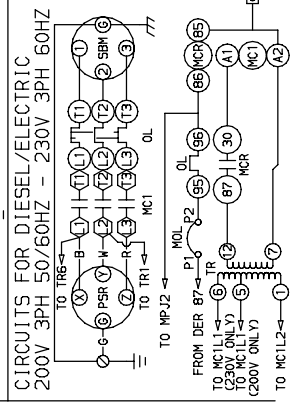 CIRCUITS FOR DIESEL/ELECTRIC
200V 3PH 50/60HZ - 230V 3PH 60HZ
TO TR6
TO TR1
X
Y
Z
PSR
G
G
B
W
R
L1
L2
L3
T1
T2
T3
MC1
L1
L2
L3
T1
T2
T3
OL
1
2
3
SBM
G
TO MPJ2
FROM DER 87
P1
P2
MOL
95
96
OL
86
MCR
85
TR
12
7
87
30
MCR
A1
MC1
A2
6
5
1
TO MC1L1
(230V ONLY)
TO MC1L1
(200V ONLY)
TO MC1L2